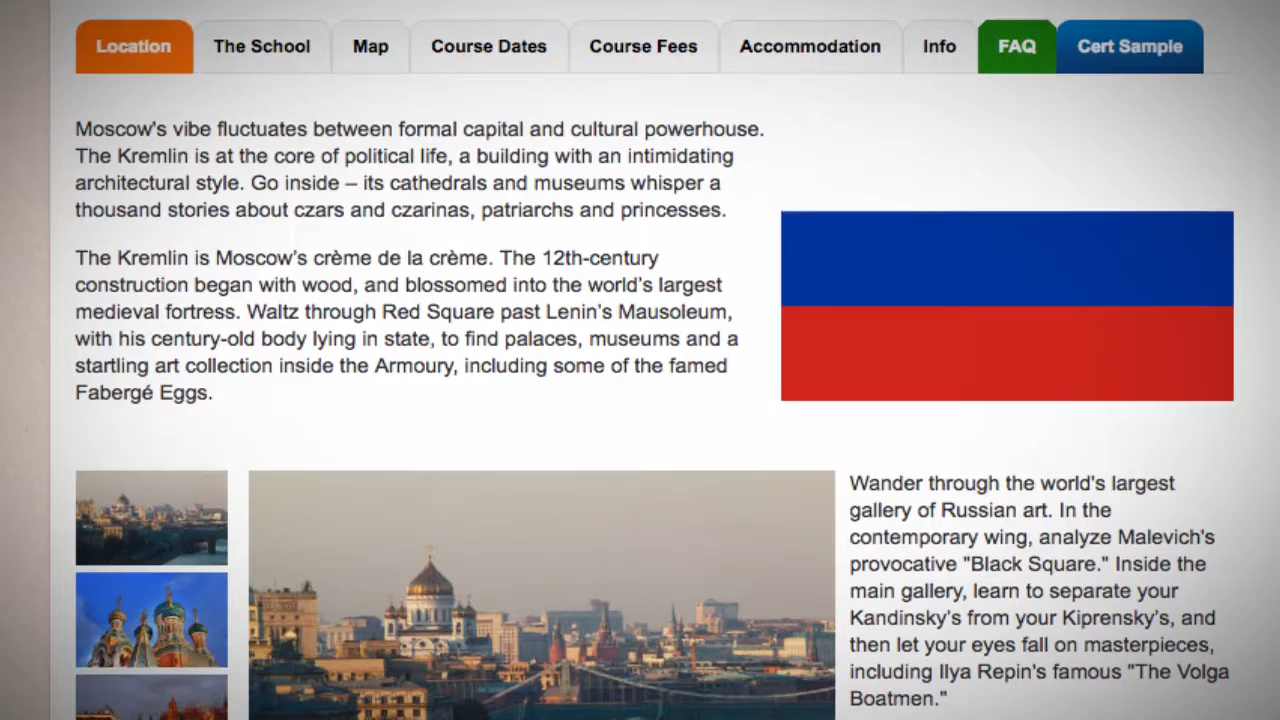 Location
The School
Map
Course Dates
Course Fees
Accommodation
Info
FAQ
Cert Sample
Moscow's vibe fluctuates between formal capital and cultural powerhouse.
The Kremlin is at the core of political life, a building with an intimidating
architectural style. Go inside – its cathedrals and museums whisper a
thousand stories about czars and czarinas, patriarchs and princesses.
The Kremlin is Moscow's crème de la crème. The 12th-century
construction began with wood, and blossomed into the world's largest
medieval fortress. Waltz through Red Square past Lenin's Mausoleum,
with his century-old body lying in state, to find palaces, museums and a
startling art collection inside the Armoury, including some of the famed
Fabergé Eggs.
Wander through the world's largest
gallery of Russian art. In the
contemporary wing, analyze Malevich's
provocative "Black Square." Inside the
main gallery, learn to separate your
Kandinsky's from your Kiprensky's, and
then let your eyes fall on masterpieces,
including Ilya Repin's famous "The Volga
Boatmen."